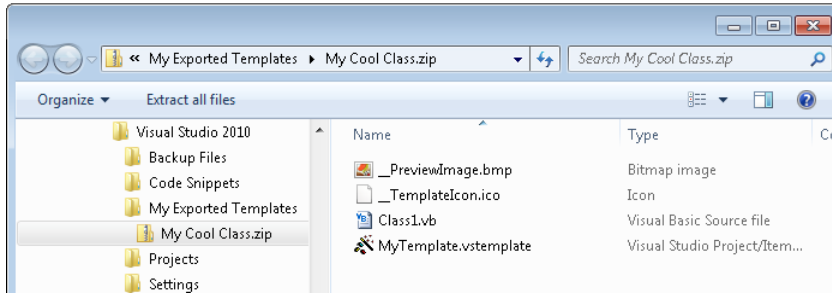 « My Exported Templates ▸ My Cool Class.zip Search My Cool Class.zip
Organize Extract all files
Visual Studio 2010
Backup Files
Code Snippets
My Exported Templates
My Cool Class.zip
Projects
Settings
Name Type
__PreviewImage.bmp Bitmap image
__TemplateIcon.ico Icon
Class1.vb Visual Basic Source file
MyTemplate.vstemplate Visual Studio Project/Item...